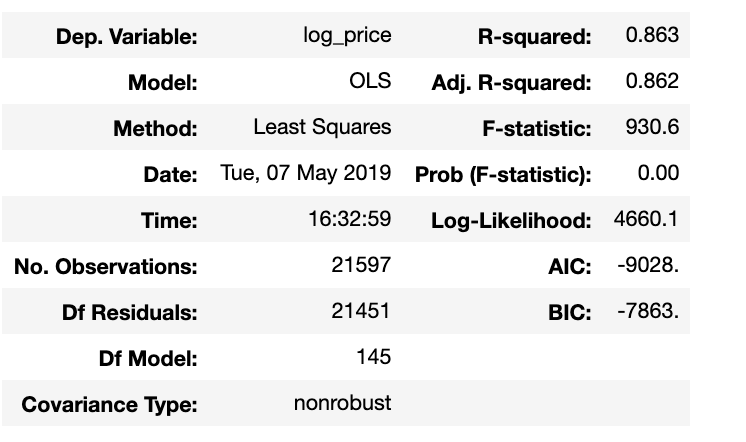 Dep. Variable: log_price R-squared: 0.863
Model: OLS Adj. R-squared: 0.862
Method: Least Squares F-statistic: 930.6
Date: Tue, 07 May 2019 Prob (F-statistic): 0.00
Time: 16:32:59 Log-Likelihood: 4660.1
No. Observations: 21597 AIC: -9028.
Df Residuals: 21451 BIC: -7863.
Df Model: 145
Covariance Type: nonrobust